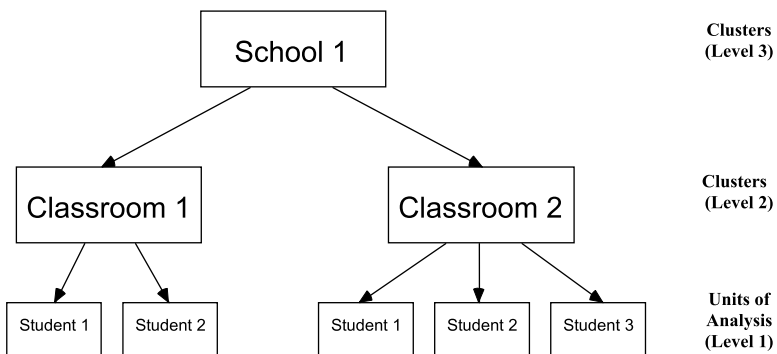 School 1
Clusters
(Level 3)
Classroom 1
Classroom 2
Clusters
(Level 2)
Student 1
Student 2
Student 1
Student 2
Student 3
Units of
Analysis
(Level 1)